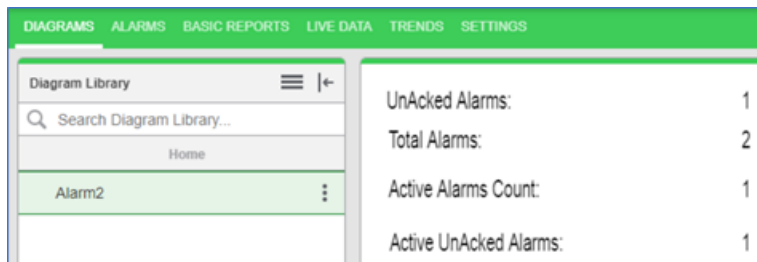 DIAGRAMS ALARMS BASIC REPORTS LIVE DATA TRENDS SETTINGS
Diagram Library
Search Diagram Library...
Home
Alarm2
UnAcked Alarms: 1
Total Alarms: 2
Active Alarms Count: 1
Active UnAcked Alarms: 1